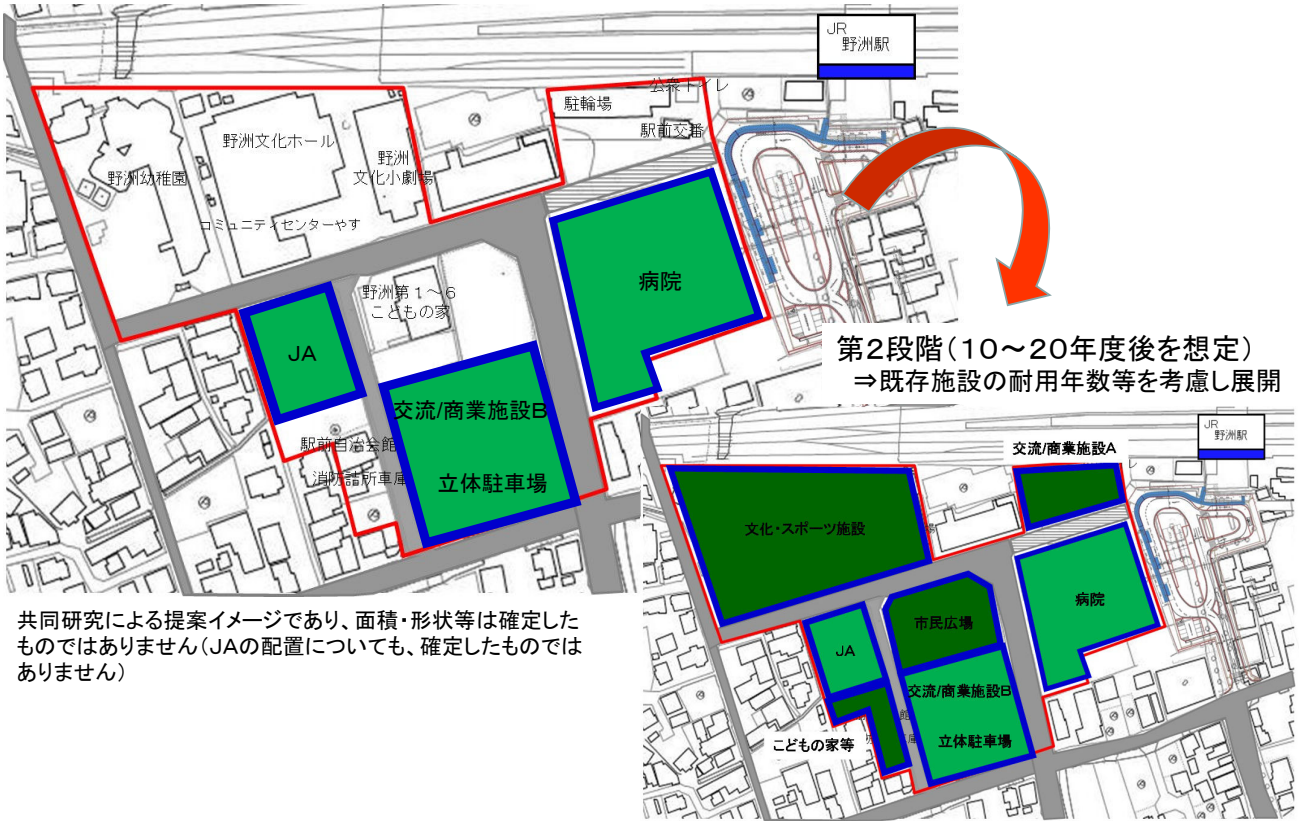 JR
野洲駅
公衆トイレ
駐輪場
駅前交番
野洲文化ホール
野洲
文化小劇場
野洲幼稚園
コミュニティセンターやす
病院
野洲第1～6
こどもの家
JA
交流/商業施設B
駅前自治会館
消防詰所車庫
立体駐車場
第2段階(10～20年度後を想定)
⇒既存施設の耐用年数等を考慮し展開
共同研究による提案イメージであり、面積・形状等は確定した
ものではありません(JAの配置についても、確定したものでは
ありません)
JR
野洲駅
交流/商業施設A
文化・スポーツ施設
病院
市民広場
JA
交流/商業施設B
こどもの家等
立体駐車場